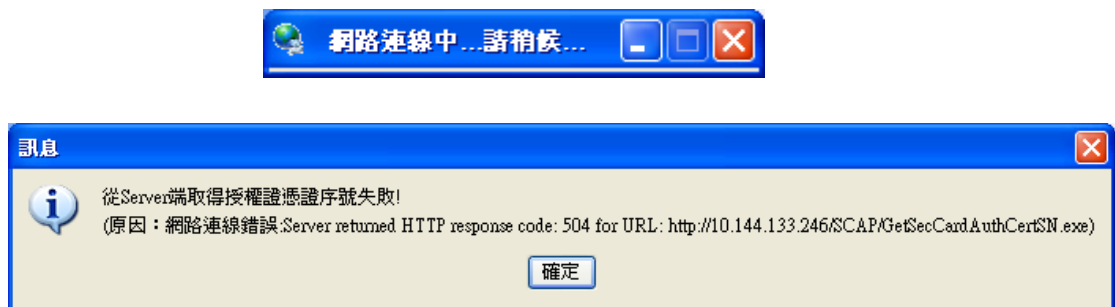 網路連線中...請稍候...
訊息
從Server端取得授權證憑證序號失敗!
(原因：網路連線錯誤:Server returned HTTP response code: 504 for URL: http://10.144.133.246/SCAP/GetSecCardAuthCertSN.exe)
確定